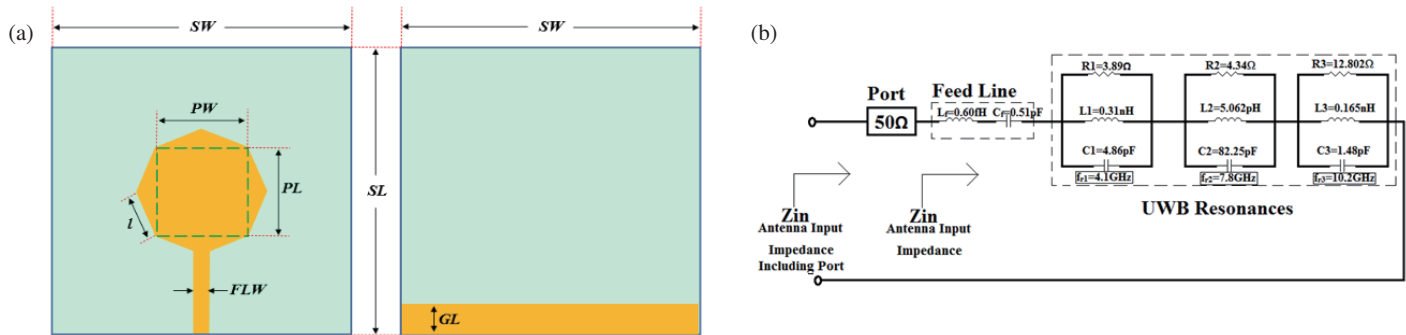 (a)
SW
SW
PW
PL
SL
l
FLW
GL
(b)
Port
50Ω
Feed Line
Lf=0.60fH
Cf=0.51pF
R1=3.89Ω
L1=0.31nH
C1=4.86pF
fr1=4.1GHz
R2=4.34Ω
L2=5.062pH
C2=82.25pF
fr2=7.8GHz
R3=12.802Ω
L3=0.165nH
C3=1.48pF
fr3=10.2GHz
UWB Resonances
Zin
Antenna Input
Impedance
Including Port
Zin
Antenna Input
Impedance